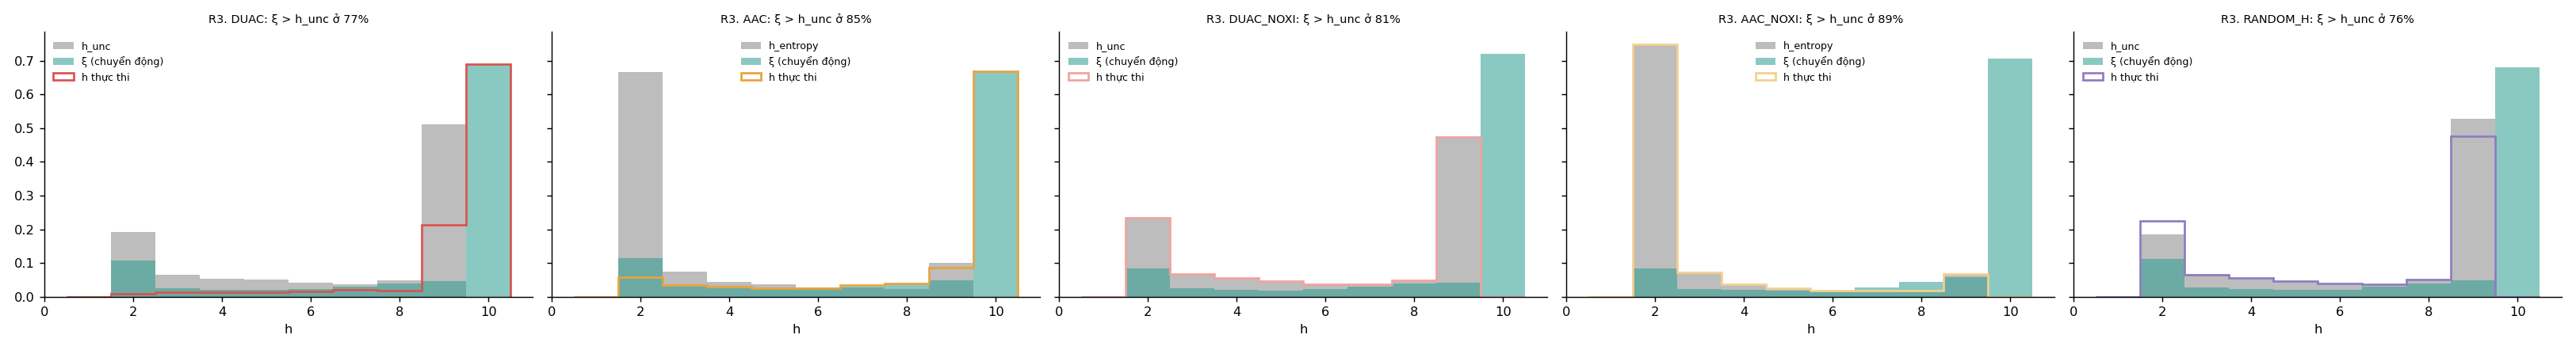 R3. DUAC: ξ > h_unc ở 77%
h_unc
ξ (chuyển động)
h thực thi
0.7
0.6
0.5
0.4
0.3
0.2
0.1
0.0
0 2 4 6 8 10
h
R3. AAC: ξ > h_unc ở 85%
h_entropy
ξ (chuyển động)
h thực thi
0 2 4 6 8 10
h
R3. DUAC_NOXI: ξ > h_unc ở 81%
h_unc
ξ (chuyển động)
h thực thi
0 2 4 6 8 10
h
R3. AAC_NOXI: ξ > h_unc ở 89%
h_entropy
ξ (chuyển động)
h thực thi
0 2 4 6 8 10
h
R3. RANDOM_H: ξ > h_unc ở 76%
h_unc
ξ (chuyển động)
h thực thi
0 2 4 6 8 10
h